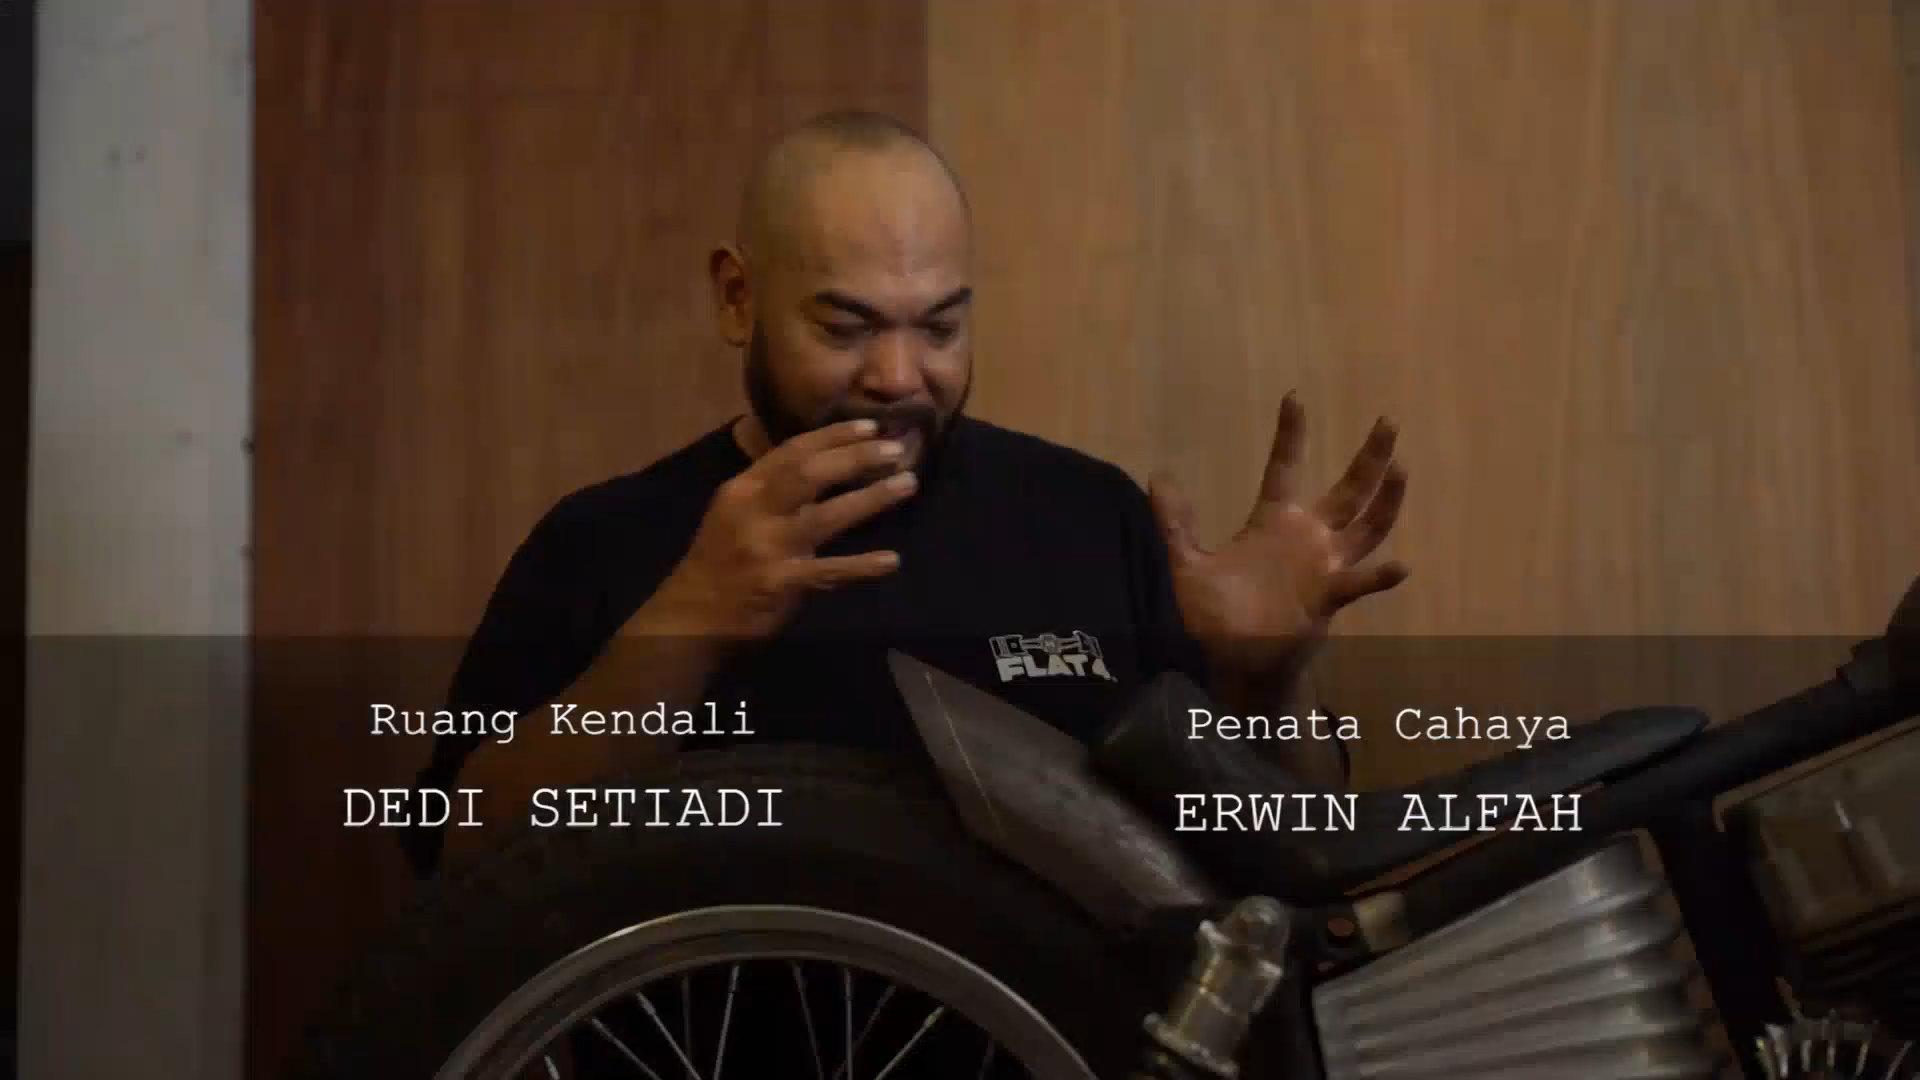 FLAT4.
Ruang Kendali
DEDI SETIADI
Penata Cahaya
ERWIN ALFAH